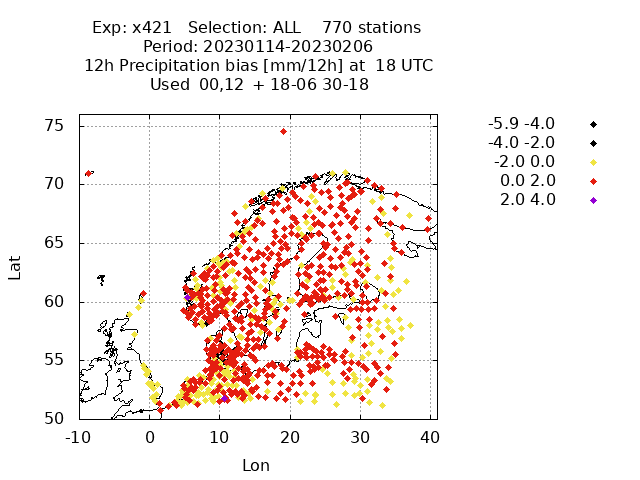 Exp: x421   Selection: ALL    770 stations
Period: 20230114-20230206
12h Precipitation bias [mm/12h] at  18 UTC
Used  00,12  + 18-06 30-18
-5.9 -4.0
-4.0 -2.0
-2.0 0.0
0.0 2.0
2.0 4.0
75
70
65
60
55
50
Lat
-10 0 10 20 30 40
Lon